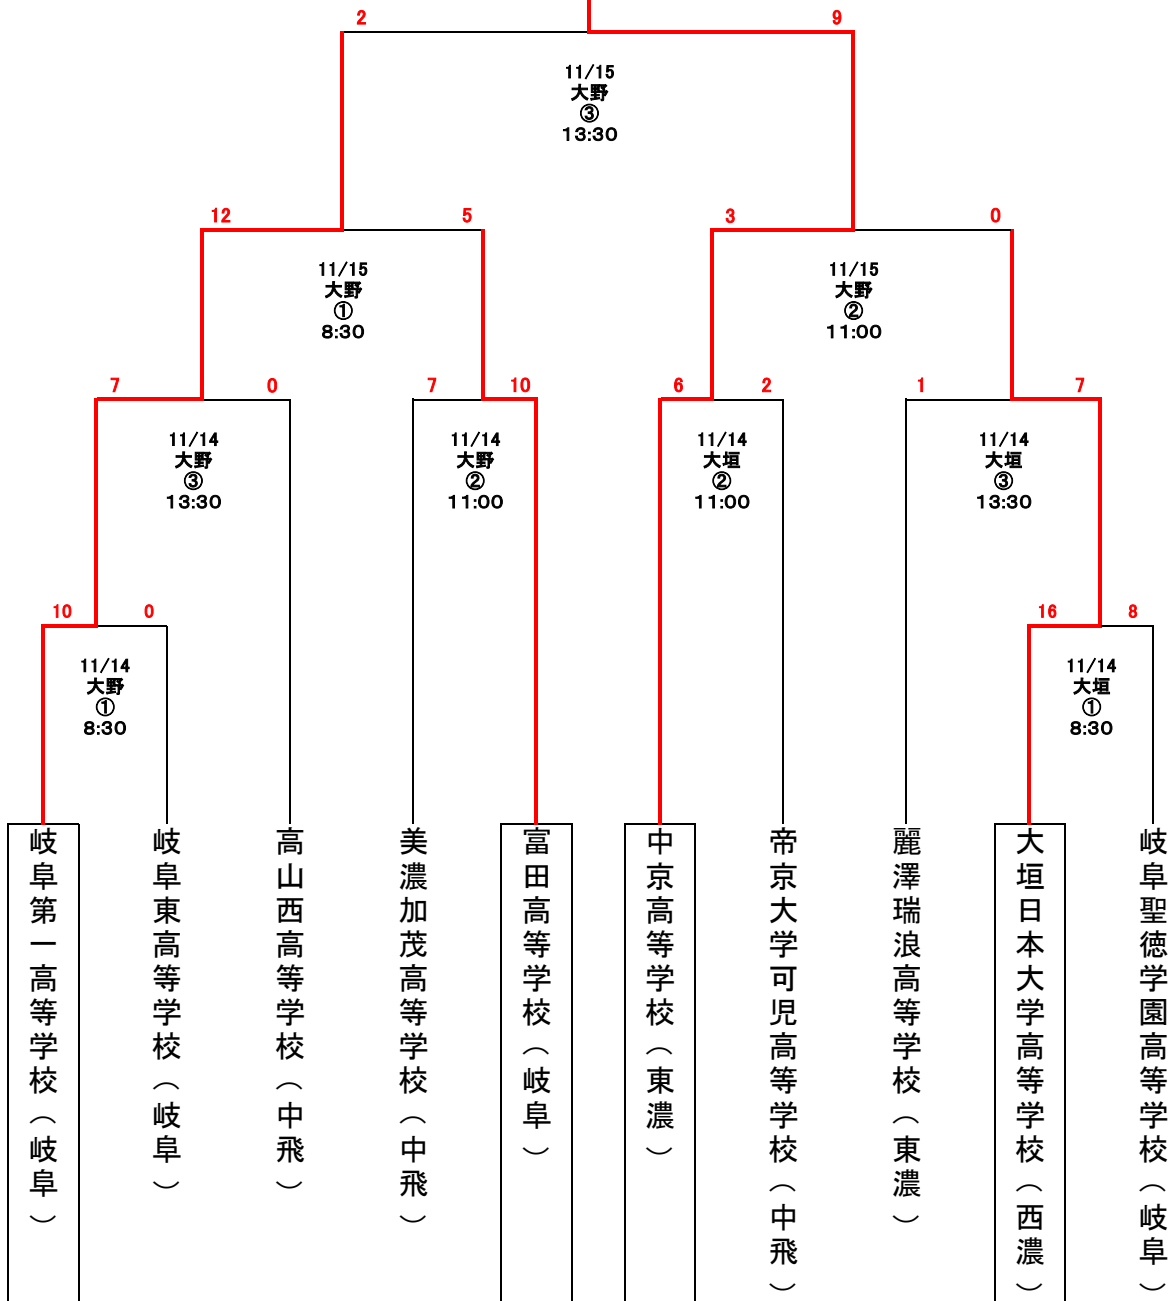 2
9
11/15
大野
③
13:30
12
5
3
0
11/15
大野
①
8:30
11/15
大野
②
11:00
7
0
7
10
6
2
1
7
11/14
大野
③
13:30
11/14
大野
②
11:00
11/14
大垣
②
11:00
11/14
大垣
③
13:30
10
0
16
8
11/14
大野
①
8:30
11/14
大垣
①
8:30
岐阜第一高等学校(岐阜)
岐阜東高等学校(岐阜)
高山西高等学校(中飛)
美濃加茂高等学校(中飛)
富田高等学校(岐阜)
中京高等学校(東濃)
帝京大学可児高等学校(中飛)
麗澤瑞浪高等学校(東濃)
大垣日本大学高等学校(西濃)
岐阜聖徳学園高等学校(岐阜)